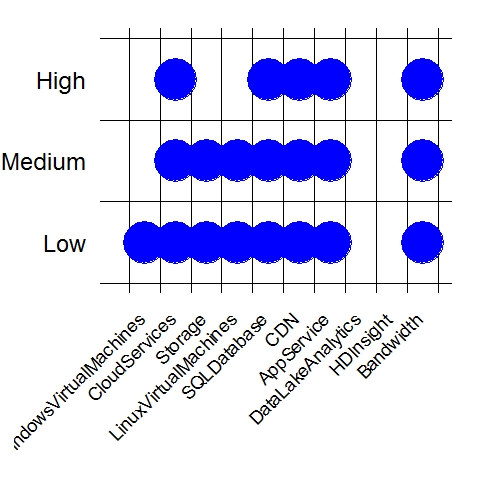 High
Medium
Low
ndowsVirtualMachines
CloudServices
Storage
LinuxVirtualMachines
SQLDatabase
CDN
AppService
DataLakeAnalytics
HDInsight
Bandwidth